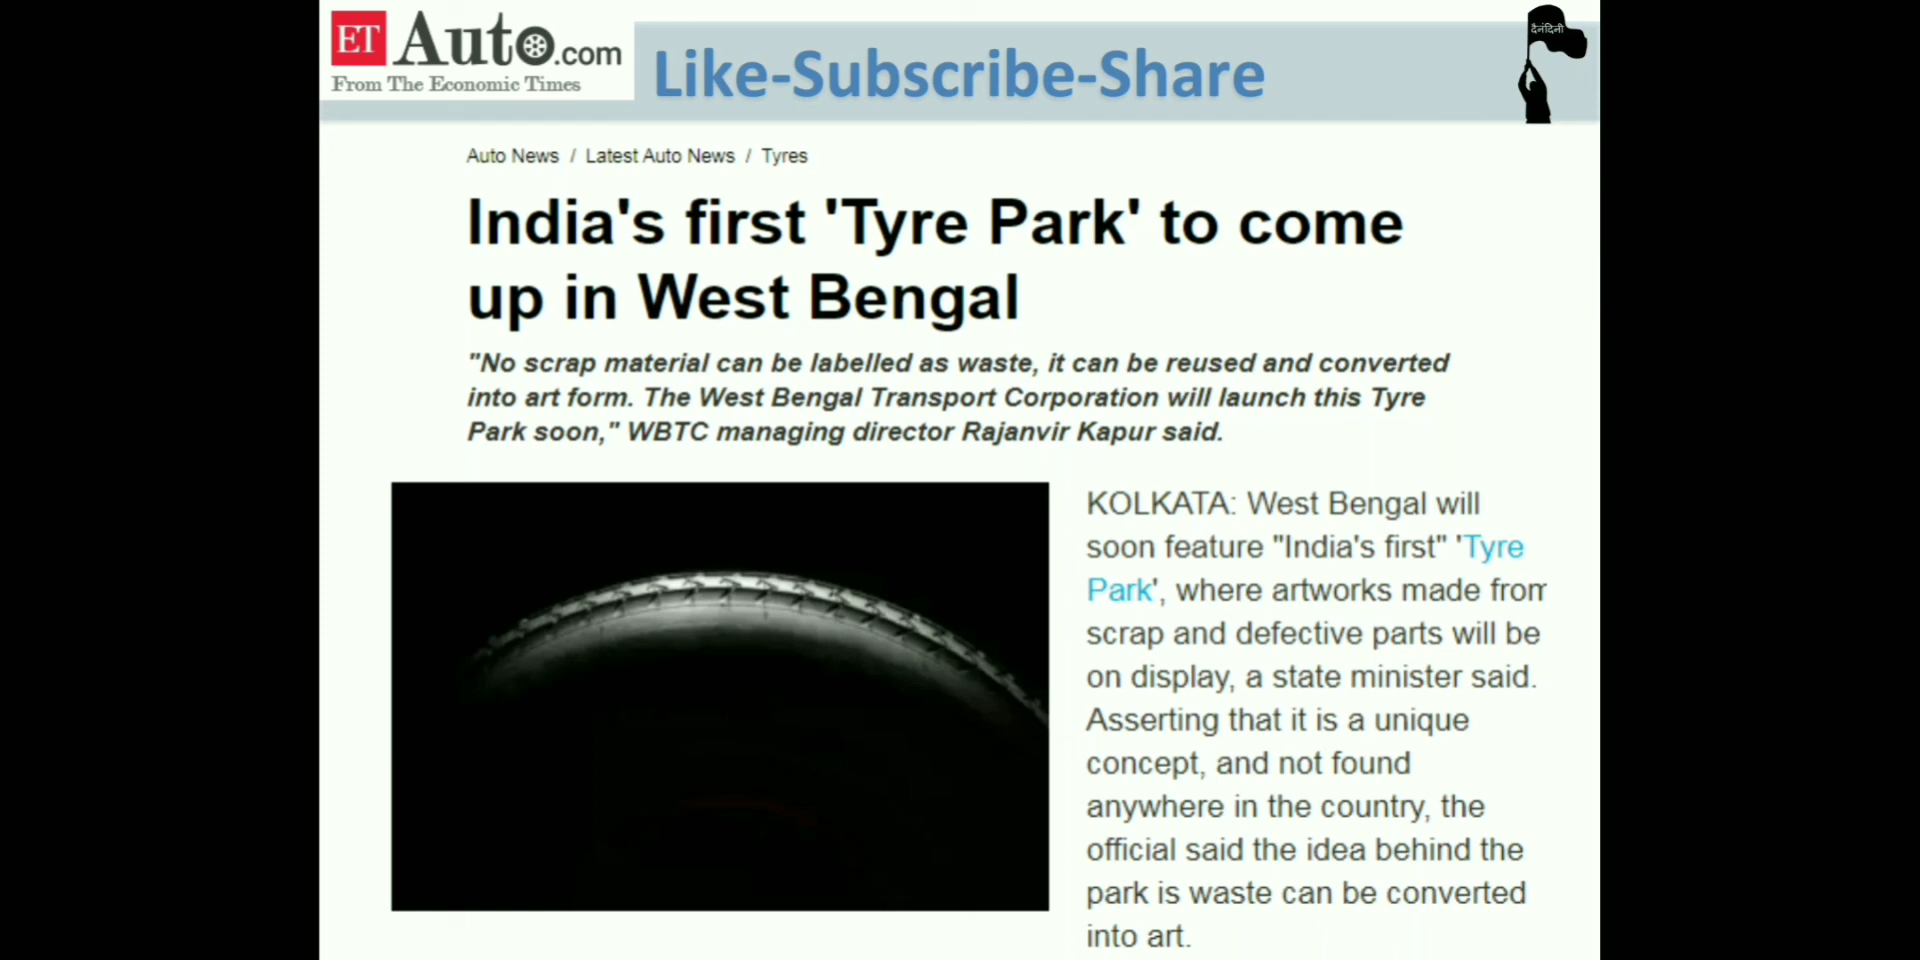 ET Auto.com
From The Economic Times
Like-Subscribe-Share
दैनंदिनी
Auto News / Latest Auto News / Tyres
India's first 'Tyre Park' to come
up in West Bengal
"No scrap material can be labelled as waste, it can be reused and converted
into art form. The West Bengal Transport Corporation will launch this Tyre
Park soon," WBTC managing director Rajanvir Kapur said.
KOLKATA: West Bengal will
soon feature "India's first" 'Tyre
Park', where artworks made from
scrap and defective parts will be
on display, a state minister said.
Asserting that it is a unique
concept, and not found
anywhere in the country, the
official said the idea behind the
park is waste can be converted
into art.